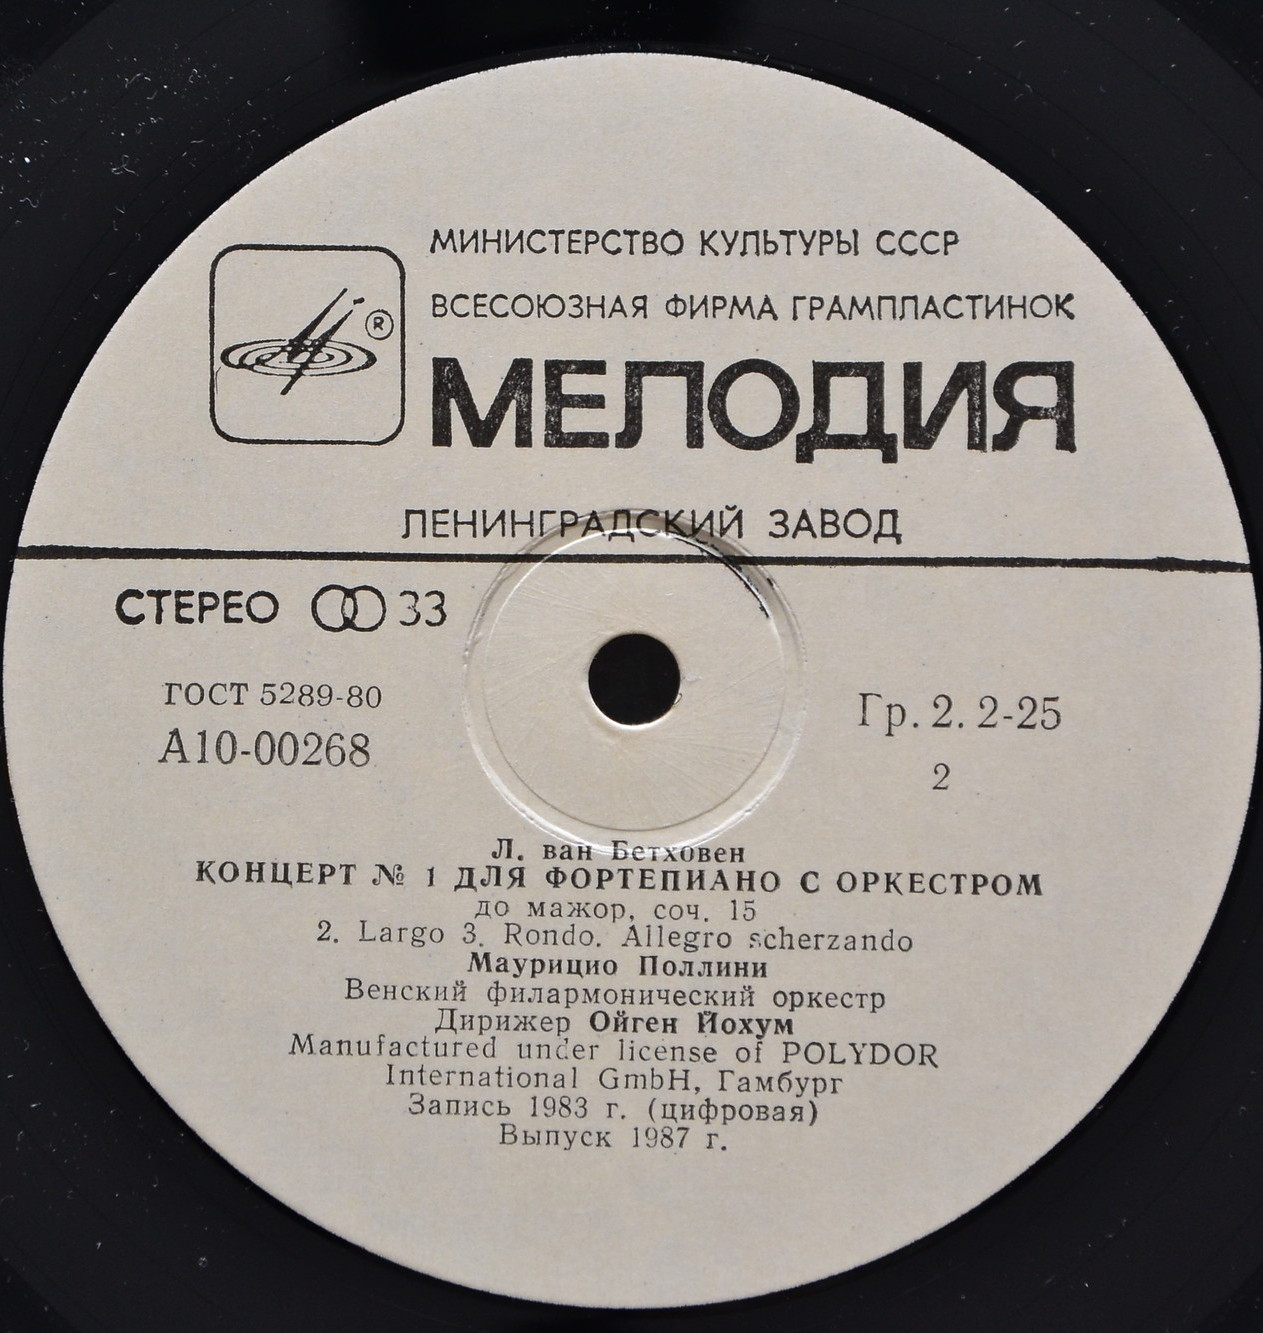 МИНИСТЕРСТВО КУЛЬТУРЫ СССР
ВСЕСОЮЗНАЯ ФИРМА ГРАМПЛАСТИНОК
®
МЕЛОДИЯ
ЛЕНИНГРАДСКИЙ ЗАВОД
СТЕРЕО 33
ГОСТ 5289-80
А10-00268
Гр. 2. 2-25
2
Л. ван Бетховен
КОНЦЕРТ № 1 ДЛЯ ФОРТЕПИАНО С ОРКЕСТРОМ
до мажор, соч. 15
2. Largo 3. Rondo. Allegro scherzando
Маурицио Поллини
Венский филармонический оркестр
Дирижер Ойген Йохум
Manufactured under license of POLYDOR
International GmbH, Гамбург
Запись 1983 г. (цифровая)
Выпуск 1987 г.